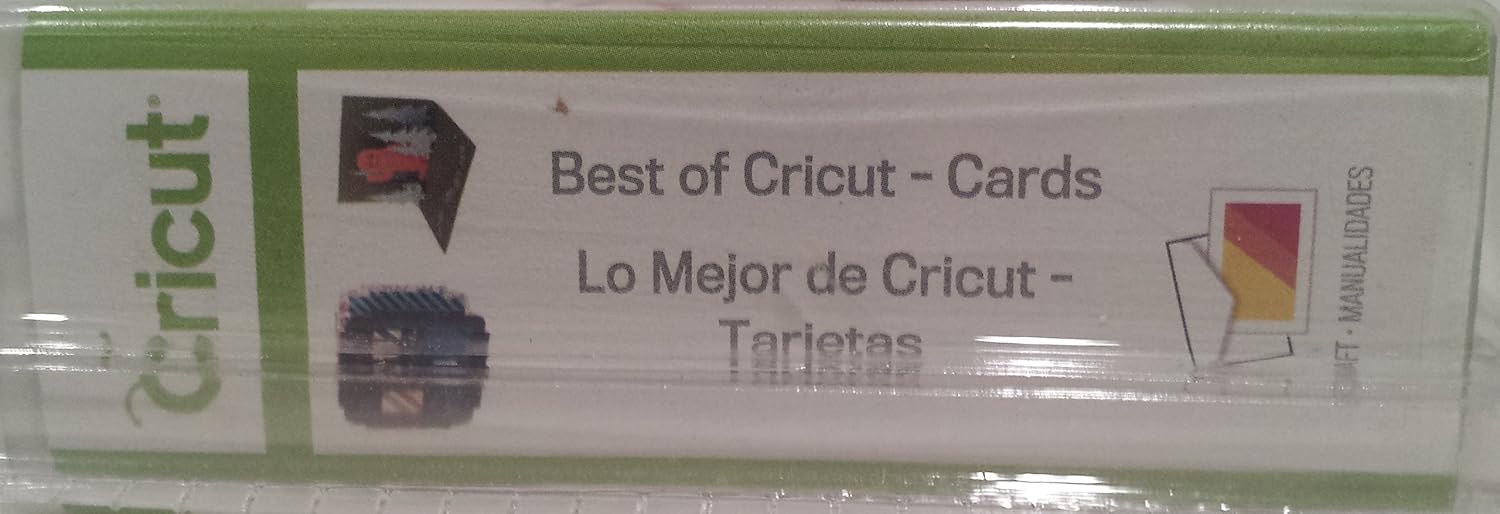 Cricut®
Best of Cricut - Cards
Lo Mejor de Cricut -
Tarjetas
MANUALIDADES